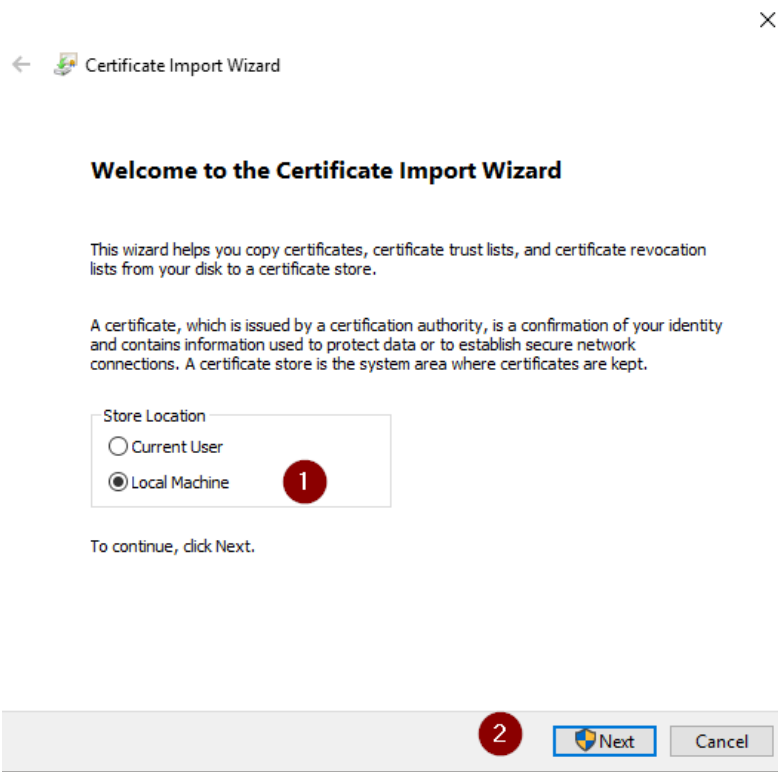 Certificate Import Wizard
Welcome to the Certificate Import Wizard
This wizard helps you copy certificates, certificate trust lists, and certificate revocation
lists from your disk to a certificate store.
A certificate, which is issued by a certification authority, is a confirmation of your identity
and contains information used to protect data or to establish secure network
connections. A certificate store is the system area where certificates are kept.
Store Location
Current User
Local Machine 1
To continue, click Next.
2 Next Cancel